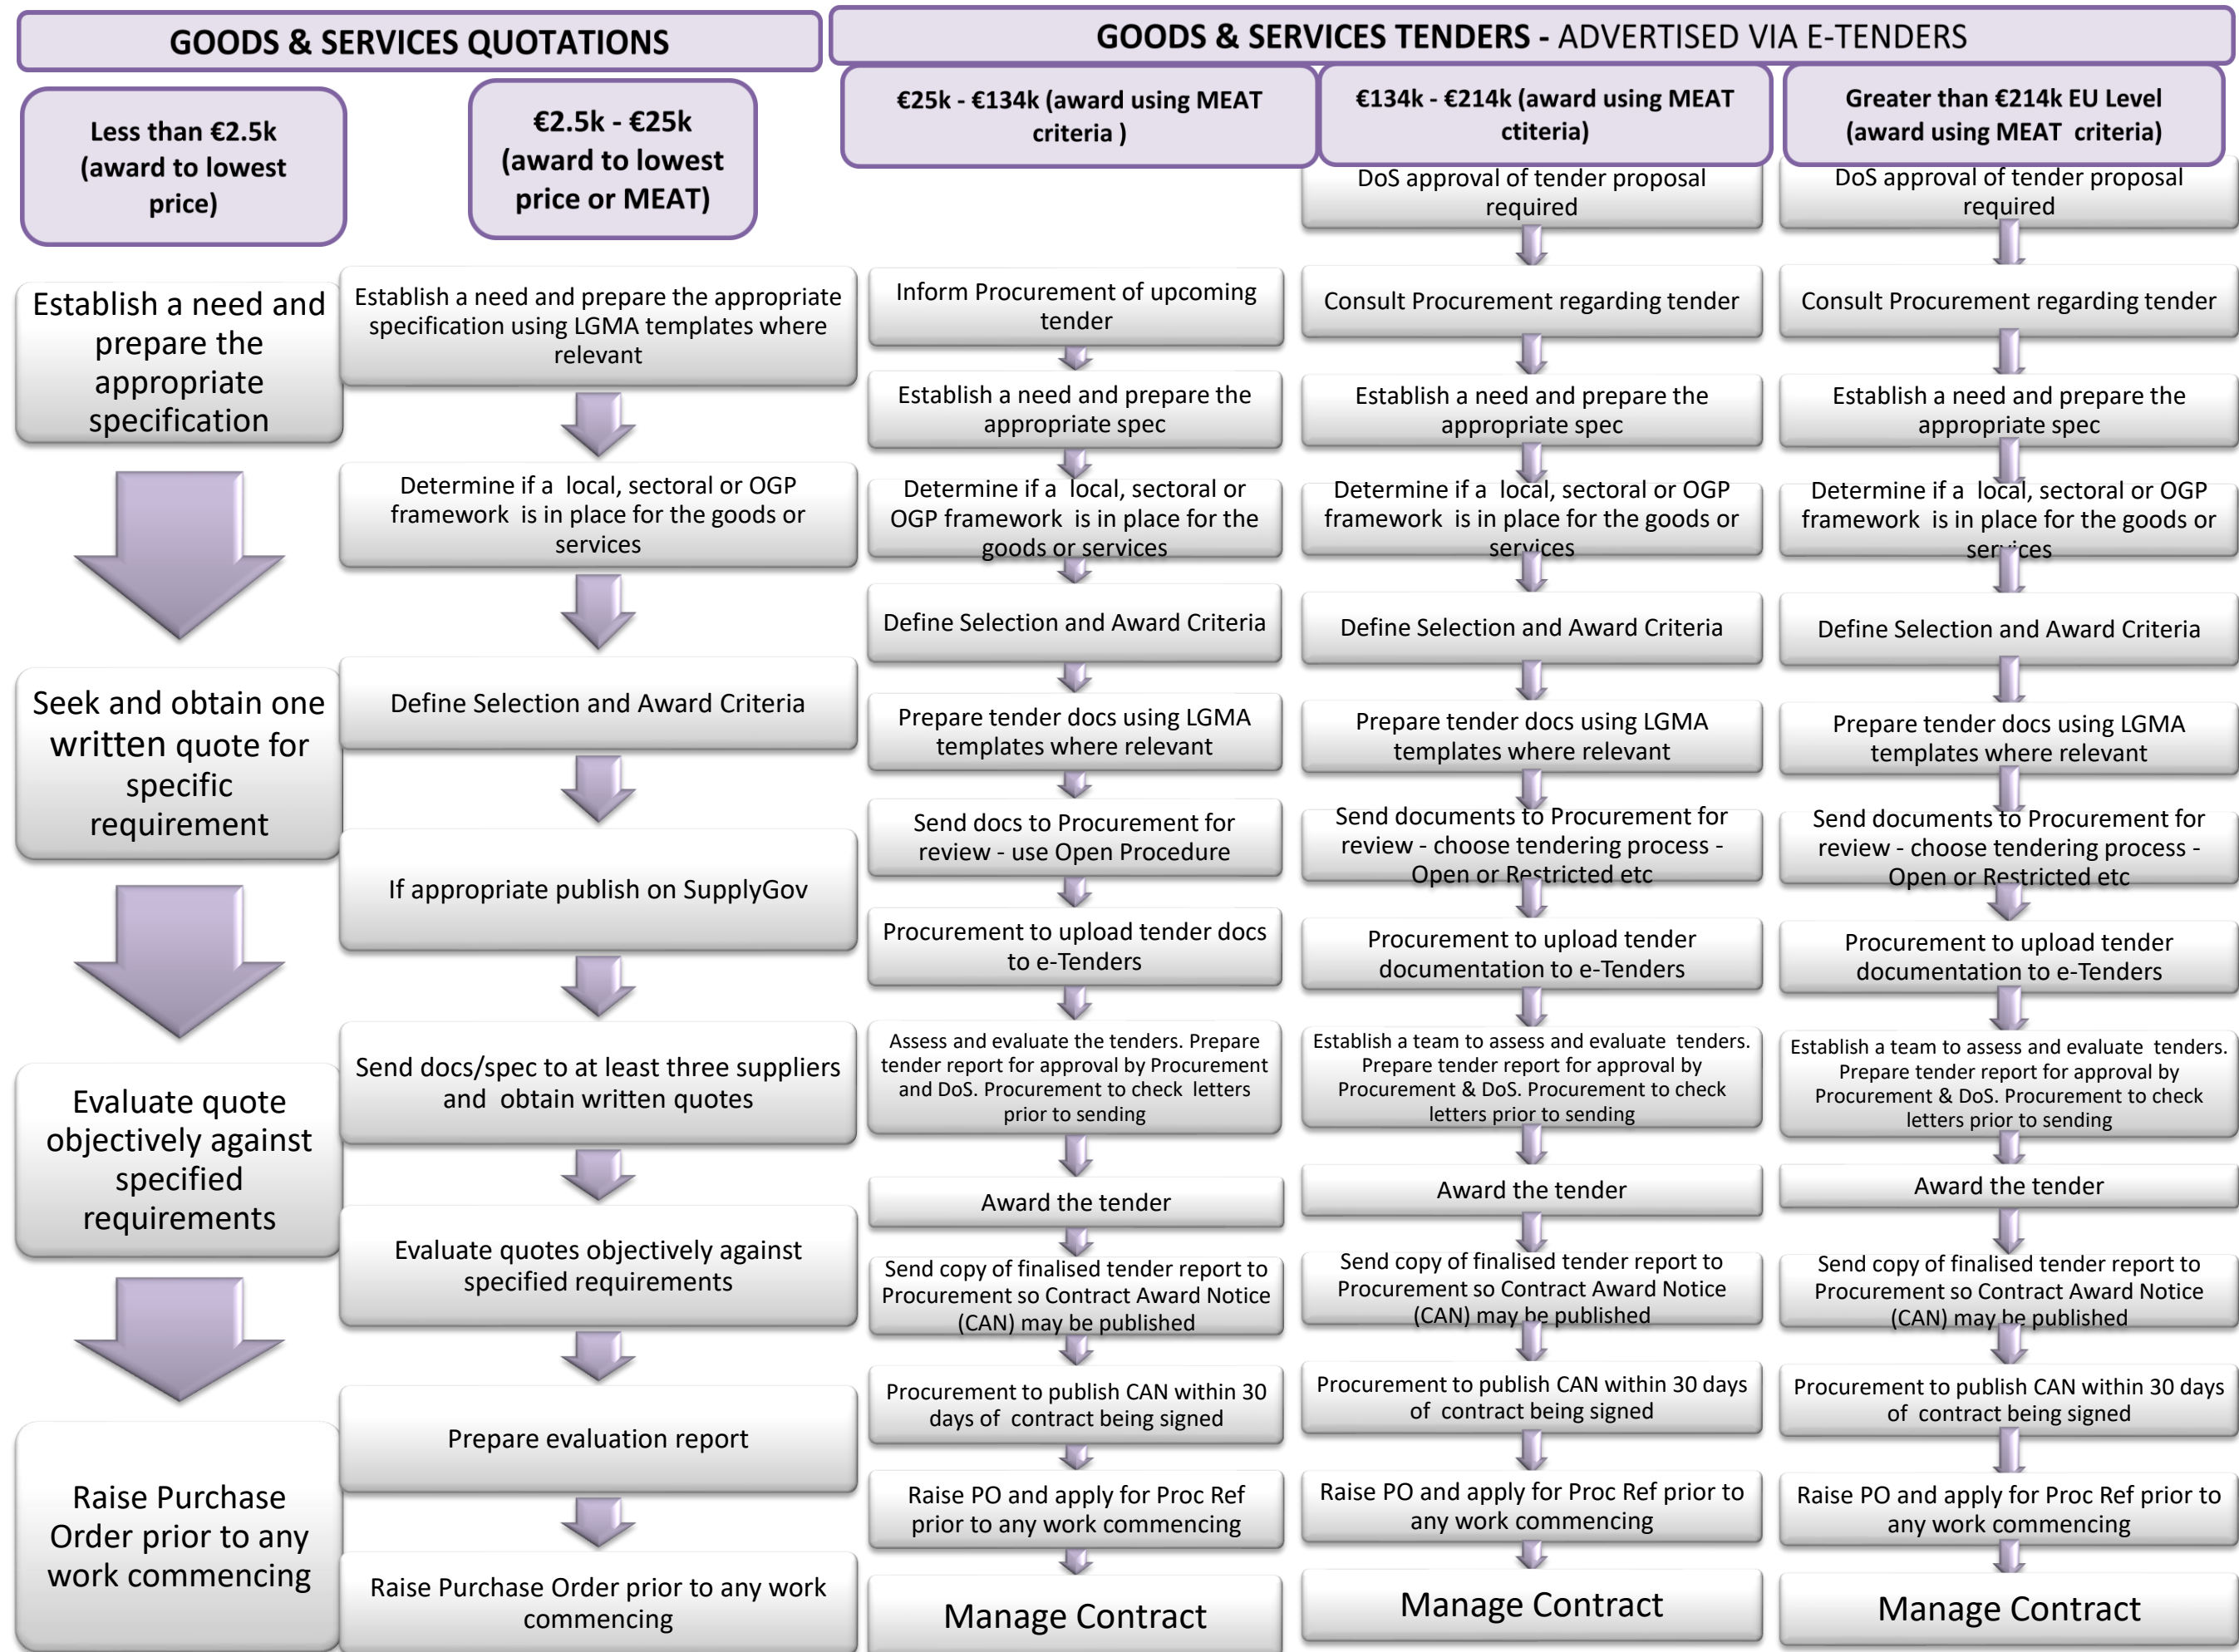 GOODS & SERVICES QUOTATIONS
Less than €2.5k
(award to lowest
price)
Establish a need and
prepare the
appropriate
specification
Seek and obtain one
written quote for
specific
requirement
Evaluate quote
objectively against
specified
requirements
Raise Purchase
Order prior to any
work commencing
€2.5k - €25k
(award to lowest
price or MEAT)
Establish a need and prepare the appropriate
specification using LGMA templates where
relevant
Determine if a local, sectoral or OGP
framework is in place for the goods or
services
Define Selection and Award Criteria
If appropriate publish on SupplyGov
Send docs/spec to at least three suppliers
and obtain written quotes
Evaluate quotes objectively against
specified requirements
Prepare evaluation report
Raise Purchase Order prior to any work
commencing
GOODS & SERVICES TENDERS - ADVERTISED VIA E-TENDERS
€25k - €134k (award using MEAT
criteria )
Inform Procurement of upcoming
tender
Establish a need and prepare the
appropriate spec
Determine if a local, sectoral or
OGP framework is in place for the
goods or services
Define Selection and Award Criteria
Prepare tender docs using LGMA
templates where relevant
Send docs to Procurement for
review - use Open Procedure
Procurement to upload tender docs
to e-Tenders
Assess and evaluate the tenders. Prepare
tender report for approval by Procurement
and DoS. Procurement to check letters
prior to sending
Award the tender
Send copy of finalised tender report to
Procurement so Contract Award Notice
(CAN) may be published
Procurement to publish CAN within 30
days of contract being signed
Raise PO and apply for Proc Ref
prior to any work commencing
Manage Contract
€134k - €214k (award using MEAT
ctiteria)
DoS approval of tender proposal
required
Consult Procurement regarding tender
Establish a need and prepare the
appropriate spec
Determine if a local, sectoral or OGP
framework is in place for the goods or
services
Define Selection and Award Criteria
Prepare tender docs using LGMA
templates where relevant
Send documents to Procurement for
review - choose tendering process -
Open or Restricted etc
Procurement to upload tender
documentation to e-Tenders
Establish a team to assess and evaluate tenders.
Prepare tender report for approval by
Procurement & DoS. Procurement to check
letters prior to sending
Award the tender
Send copy of finalised tender report to
Procurement so Contract Award Notice
(CAN) may be published
Procurement to publish CAN within 30 days
of contract being signed
Raise PO and apply for Proc Ref prior to
any work commencing
Manage Contract
Greater than €214k EU Level
(award using MEAT criteria)
DoS approval of tender proposal
required
Consult Procurement regarding tender
Establish a need and prepare the
appropriate spec
Determine if a local, sectoral or OGP
framework is in place for the goods or
services
Define Selection and Award Criteria
Prepare tender docs using LGMA
templates where relevant
Send documents to Procurement for
review - choose tendering process -
Open or Restricted etc
Procurement to upload tender
documentation to e-Tenders
Establish a team to assess and evaluate tenders.
Prepare tender report for approval by
Procurement & DoS. Procurement to check
letters prior to sending
Award the tender
Send copy of finalised tender report to
Procurement so Contract Award Notice
(CAN) may be published
Procurement to publish CAN within 30 days
of contract being signed
Raise PO and apply for Proc Ref prior to
any work commencing
Manage Contract